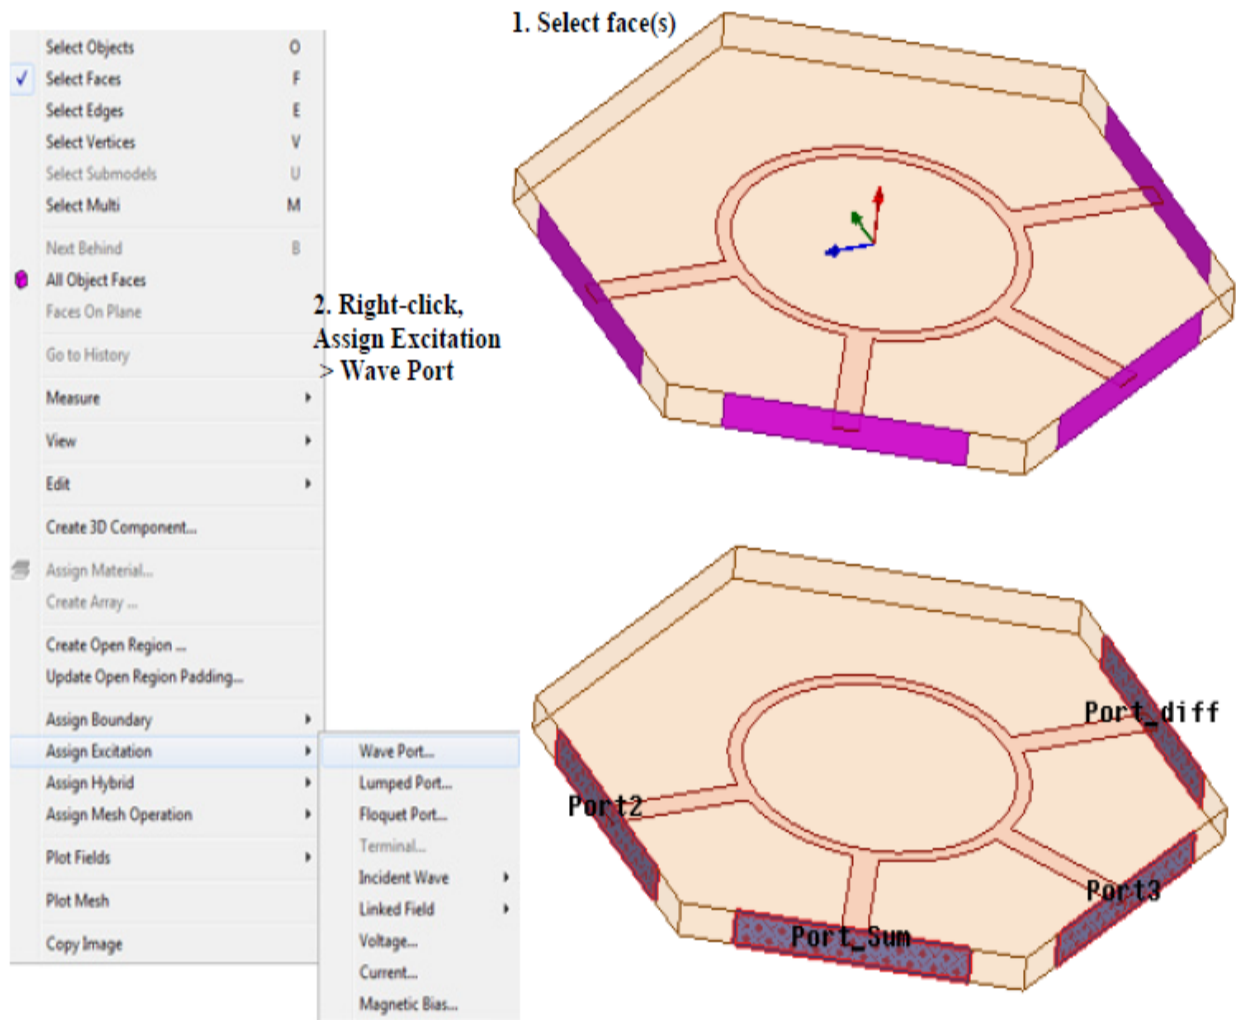 1. Select face(s)
Select Objects O
Select Faces F
Select Edges E
Select Vertices V
Select Submodels U
Select Multi M
Next Behind B
All Object Faces
Faces On Plane
Go to History
Measure
View
Edit
Create 3D Component...
Assign Material...
Create Array ...
Create Open Region ...
Update Open Region Padding...
Assign Boundary
Assign Excitation
Assign Hybrid
Assign Mesh Operation
Plot Fields
Plot Mesh
Copy Image
2. Right-click,
Assign Excitation
> Wave Port
Wave Port...
Lumped Port...
Floquet Port...
Terminal...
Incident Wave
Linked Field
Voltage...
Current...
Magnetic Bias...
Port_diff
Port2
Port3
Port_Sum